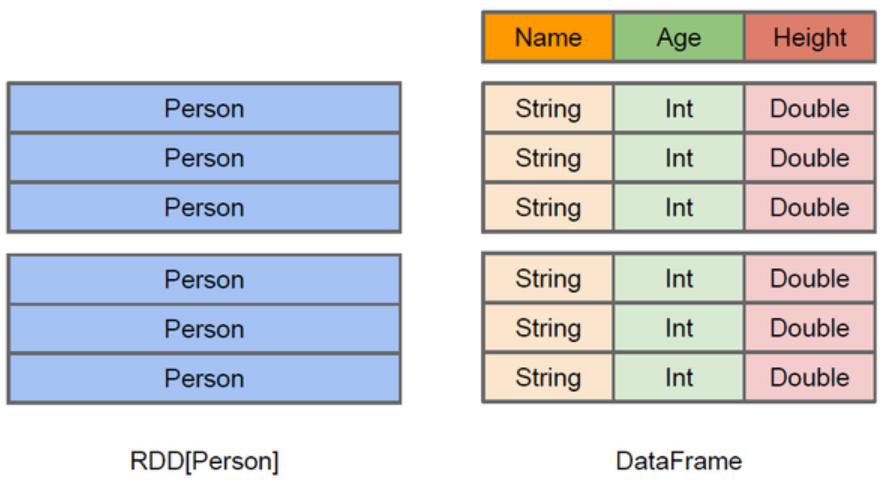 Name Age Height
Person String Int Double
Person String Int Double
Person String Int Double
Person String Int Double
Person String Int Double
Person String Int Double
RDD[Person] DataFrame